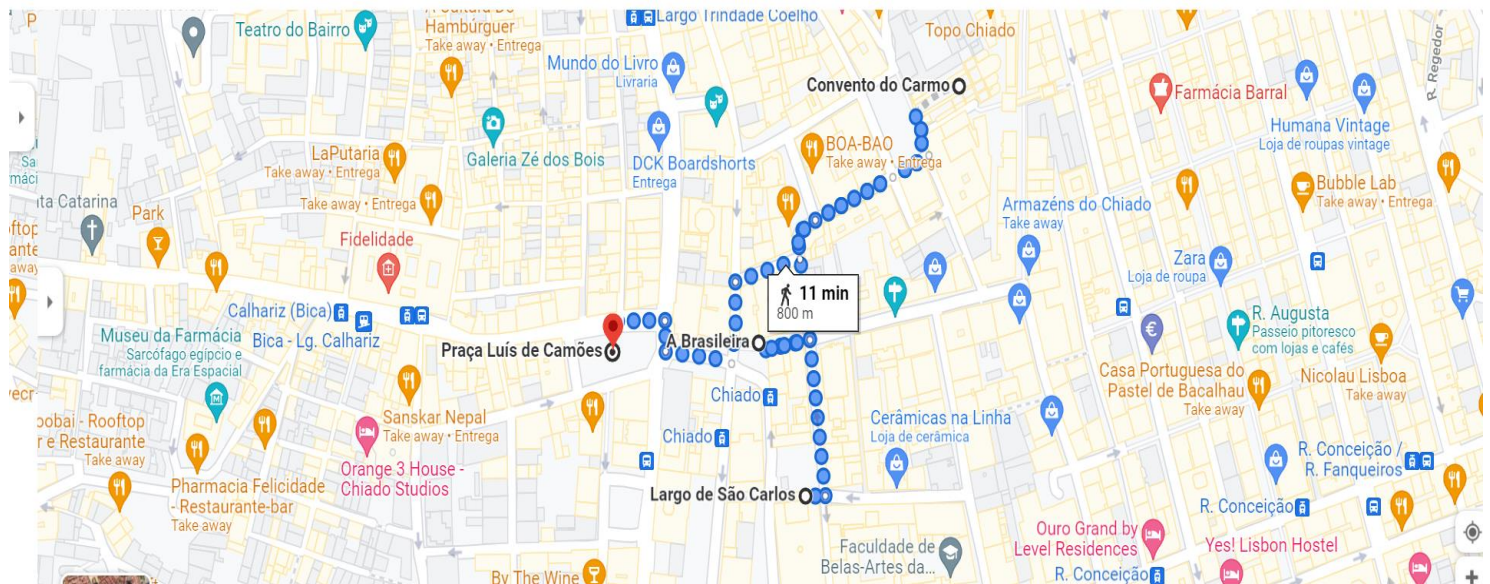 Largo Trindade Coelho
Teatro do Bairro
Hambúrguer
Take away • Entrega
Topo Chiado
Mundo do Livro
Livraria
Convento do Carmo
Farmácia Barral
R. Regedor
Humana Vintage
Loja de roupas vintage
LaPutaria
Take away • Entrega
Galeria Zé dos Bois
DCK Boardshorts
Entrega
BOA-BAO
Take away • Entrega
Bubble Lab
Take away • Entrega
ta Catarina
Park
Take away • Entrega
Armazéns do Chiado
Take away
Fidelidade
Zara
Loja de roupa
11 min
800 m
Calhariz (Bica)
Bica - Lg. Calhariz
Museu da Farmácia
Sarcófago egípcio e
farmácia da Era Espacial
Praça Luís de Camões
A Brasileira
R. Augusta
Passeio pitoresco
com lojas e cafés
Casa Portuguesa do
Pastel de Bacalhau
Take away
Nicolau Lisboa
Take away
Chiado
Sanskar Nepal
Take away • Entrega
Cerâmicas na Linha
Loja de cerâmica
oobai - Rooftop
r e Restaurante
Take away
Chiado
Orange 3 House -
Chiado Studios
R. Conceição /
R. Fanqueiros
Pharmacia Felicidade
- Restaurante-bar
Take away
Largo de São Carlos
R. Conceição
Ouro Grand by
Level Residences
Yes! Lisbon Hostel
Faculdade de
Belas-Artes da...
By The Wine
R. Conceição